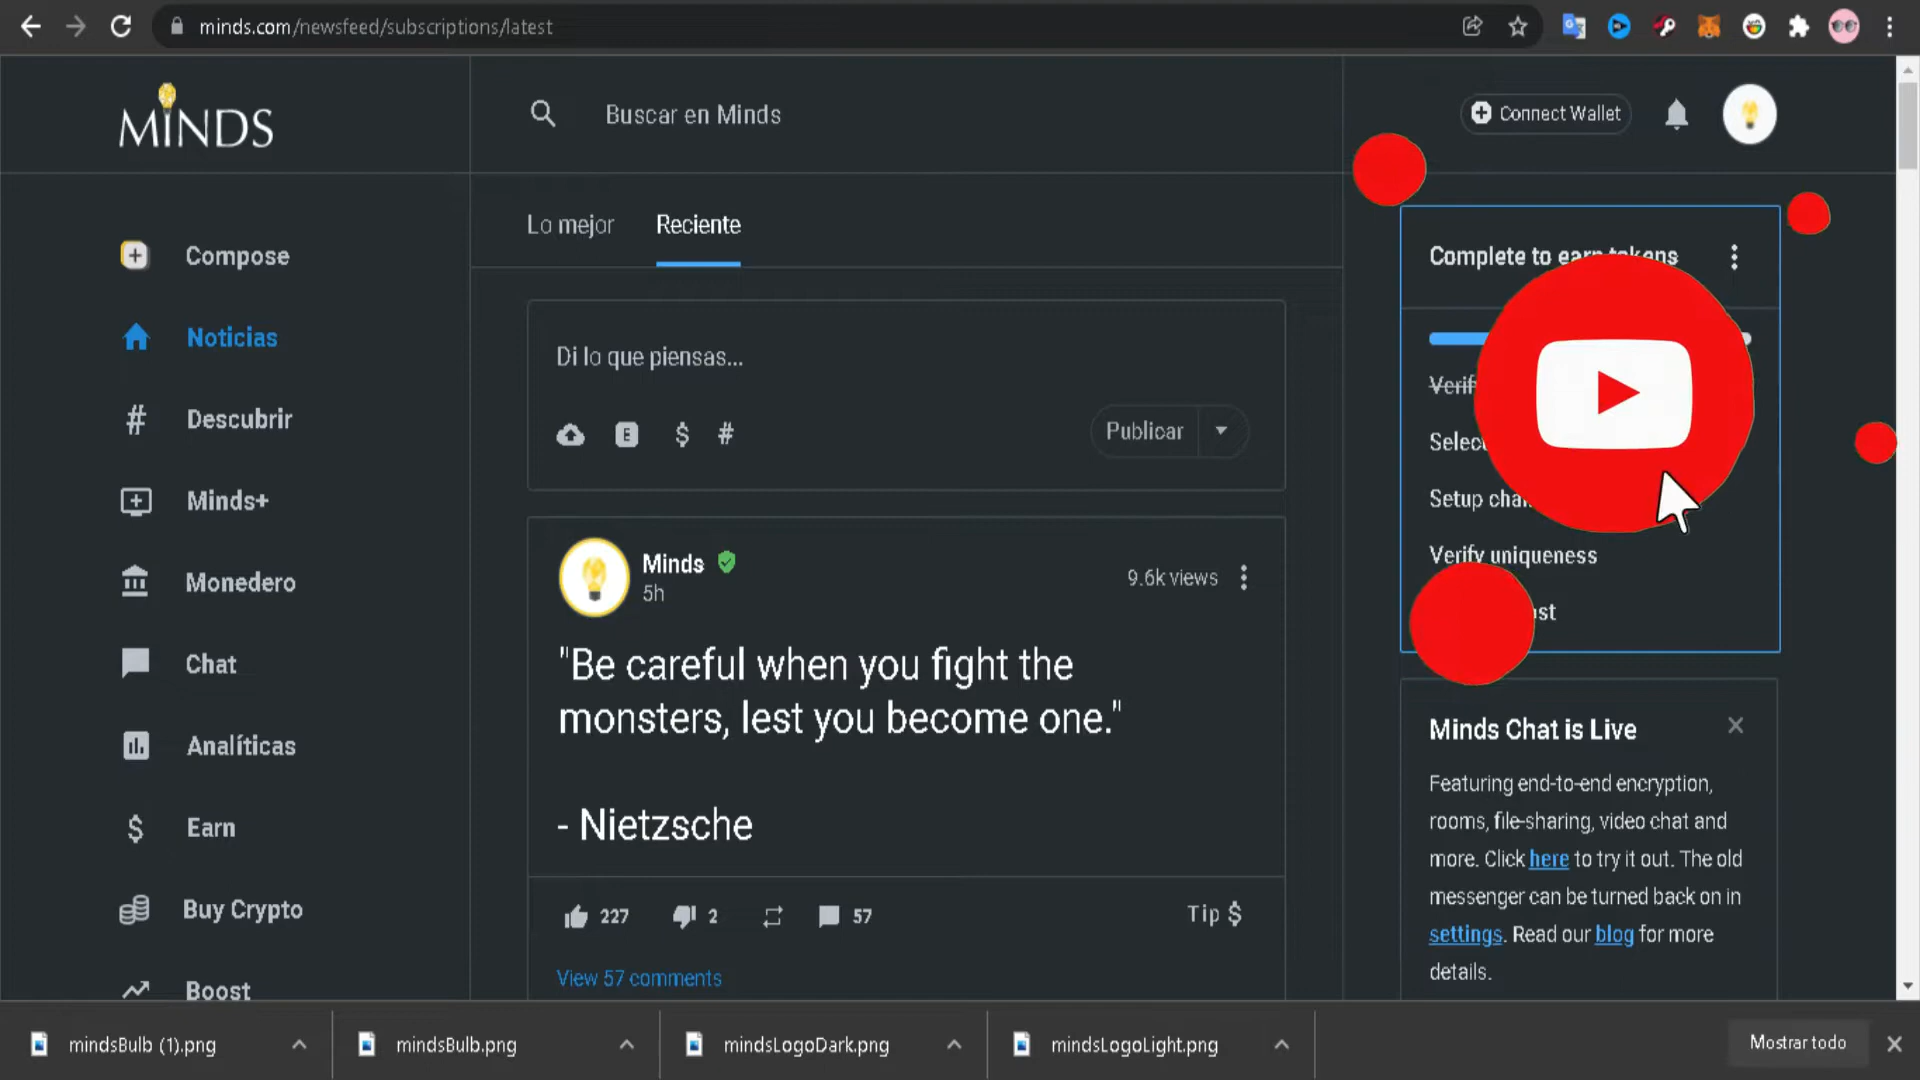 minds.com/newsfeed/subscriptions/latest
MINDS
Buscar en Minds
Connect Wallet
Compose
Noticias
Descubrir
Minds+
Monedero
Chat
Analíticas
Earn
Buy Crypto
Boost
Lo mejor
Reciente
Di lo que piensas...
E
$
#
Publicar
Minds
5h
9.6k views
"Be careful when you fight the
monsters, lest you become one."
- Nietzsche
227
2
57
Tip $
View 57 comments
Complete to earn tokens
Setup
Verify uniqueness
Minds Chat is Live
Featuring end-to-end encryption,
rooms, file-sharing, video chat and
more. Click here to try it out. The old
messenger can be turned back on in
settings. Read our blog for more
details.
mindsBulb (1).png
mindsBulb.png
mindsLogoDark.png
mindsLogoLight.png
Mostrar todo